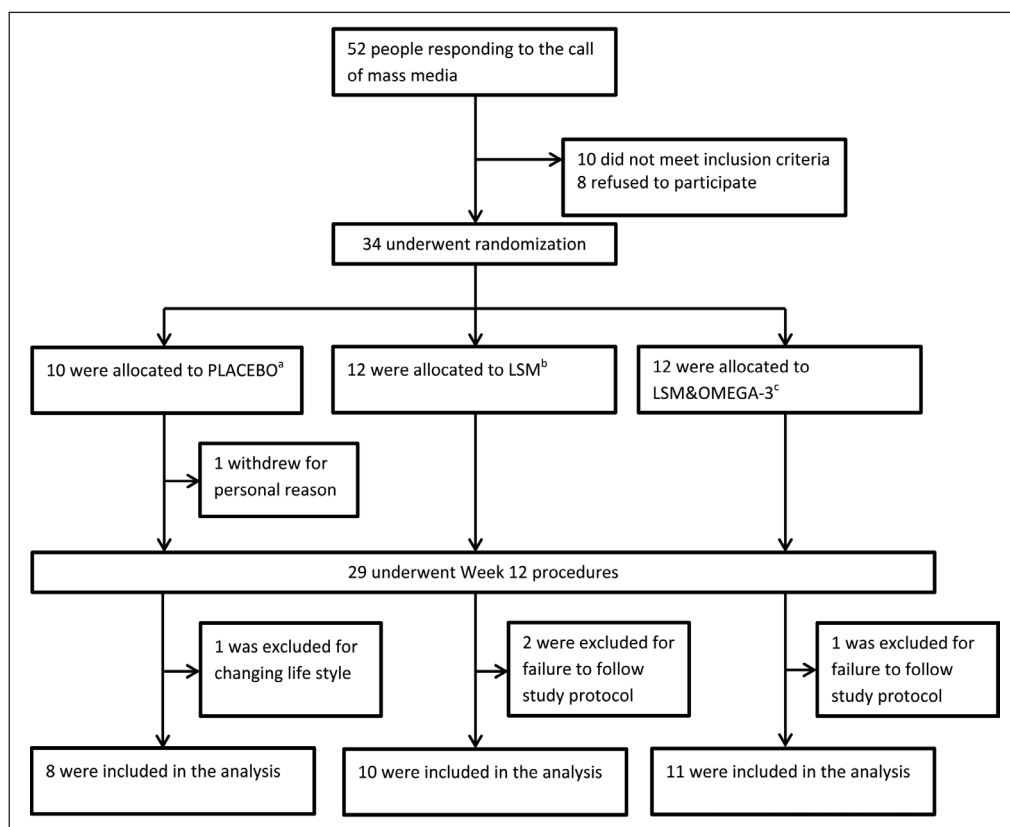 52 people responding to the call
of mass media
10 did not meet inclusion criteria
8 refused to participate
34 underwent randomization
10 were allocated to PLACEBOᵃ
12 were allocated to LSMᵇ
12 were allocated to
LSM&OMEGA-3ᶜ
1 withdrew for
personal reason
29 underwent Week 12 procedures
1 was excluded for
changing life style
2 were excluded for
failure to follow
study protocol
1 was excluded for
failure to follow
study protocol
8 were included in the analysis
10 were included in the analysis
11 were included in the analysis